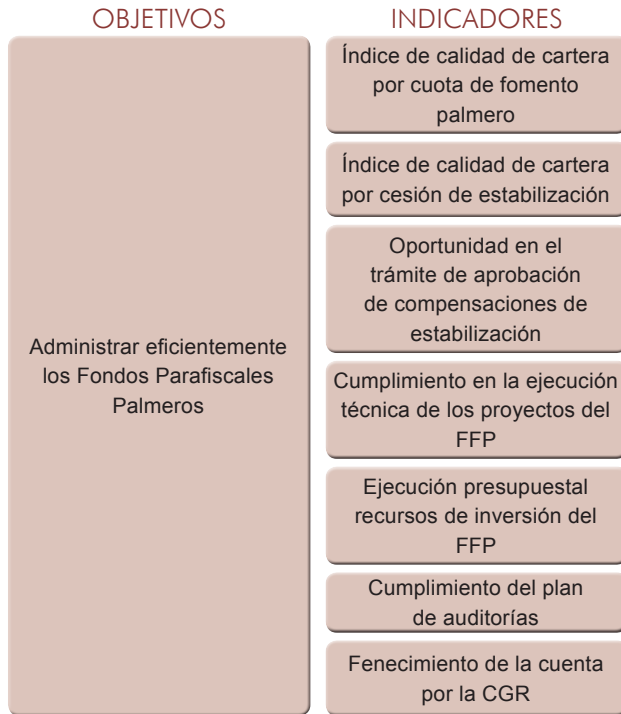 OBJETIVOS
INDICADORES
Administrar eficientemente
los Fondos Parafiscales
Palmeros
Índice de calidad de cartera
por cuota de fomento
palmero
Índice de calidad de cartera
por cesión de estabilización
Oportunidad en el
trámite de aprobación
de compensaciones de
estabilización
Cumplimiento en la ejecución
técnica de los proyectos del
FFP
Ejecución presupuestal
recursos de inversión del
FFP
Cumplimiento del plan
de auditorías
Fenecimiento de la cuenta
por la CGR